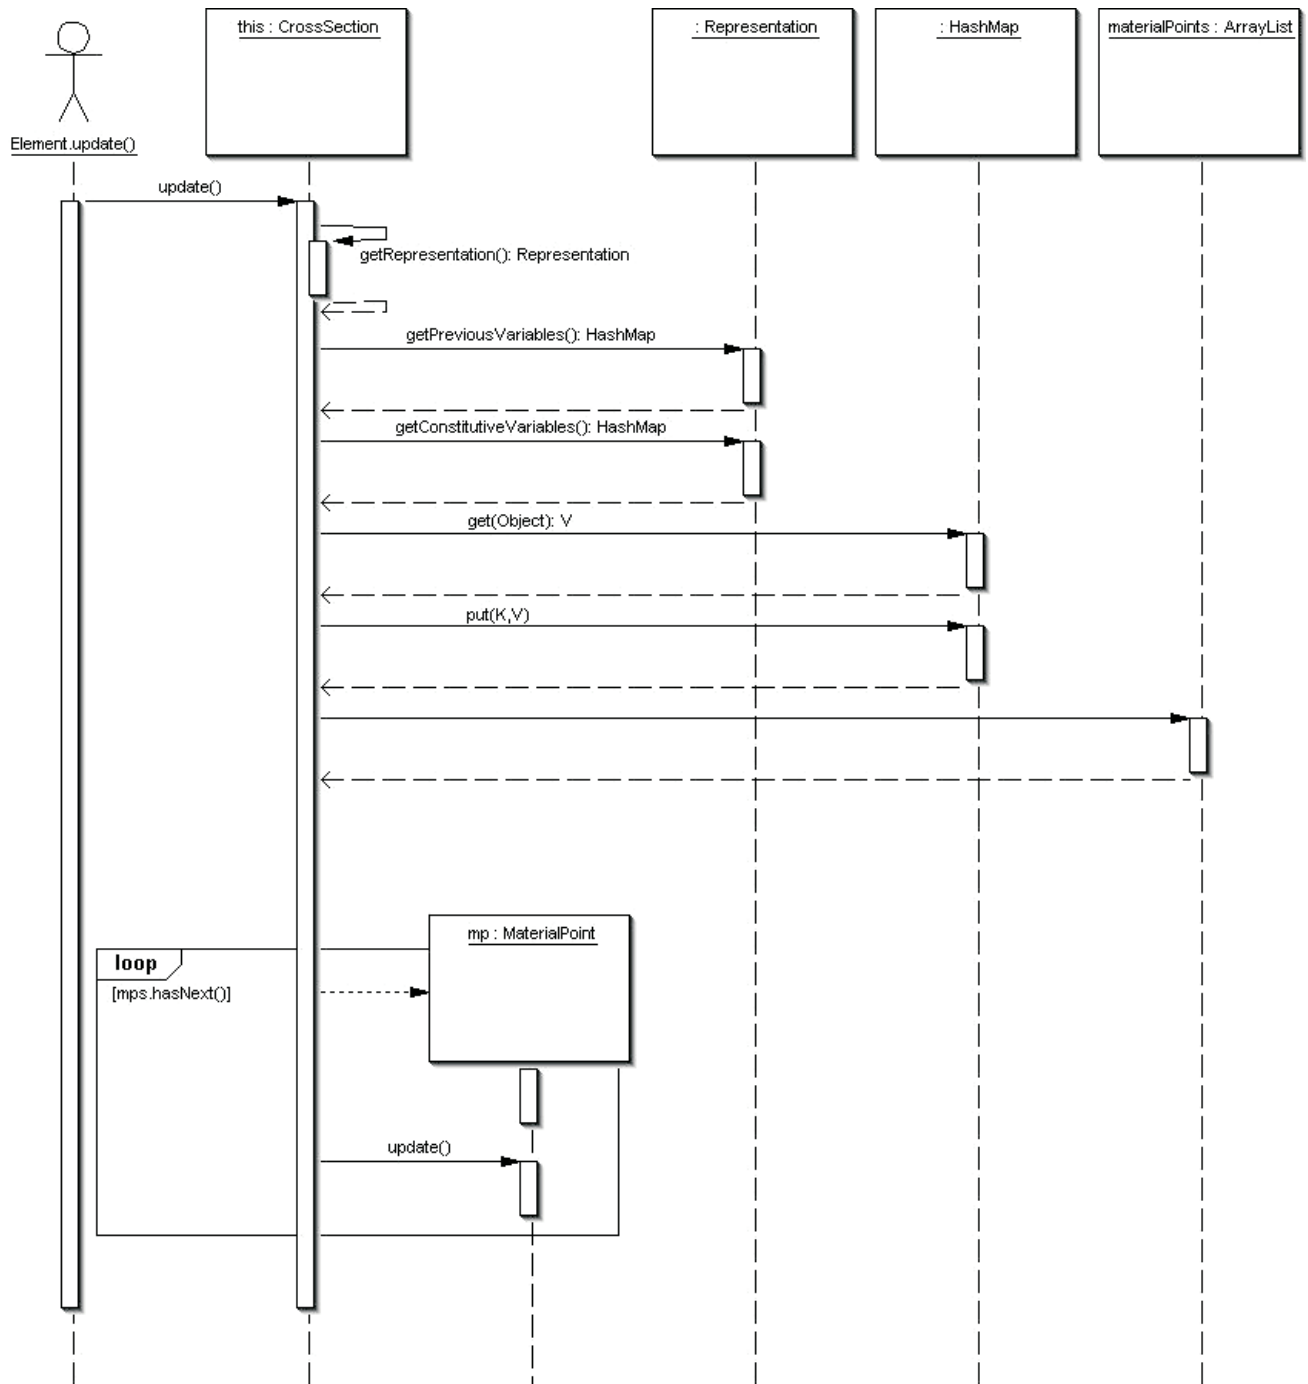 this : CrossSection
: Representation
: HashMap
materialPoints : ArrayList
Element.update()
update()
getRepresentation(): Representation
getPreviousVariables(): HashMap
getConstitutiveVariables(): HashMap
get(Object): V
put(K,V)
mp : MaterialPoint
loop
[mps.hasNext()]
update()